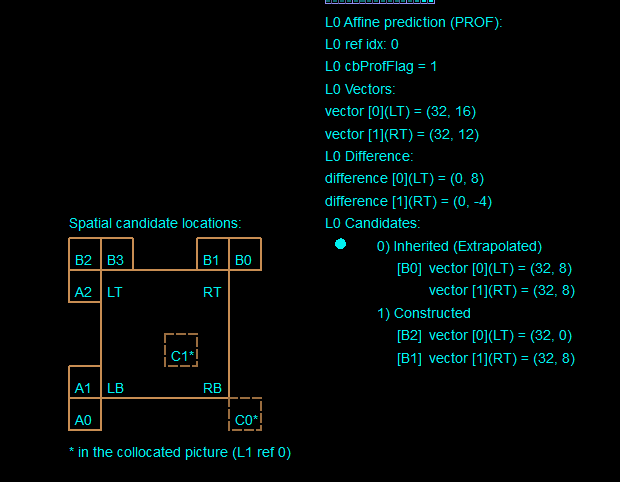 L0 Affine prediction (PROF):
L0 ref idx: 0
L0 cbProfFlag = 1
L0 Vectors:
vector [0](LT) = (32, 16)
vector [1](RT) = (32, 12)
L0 Difference:
difference [0](LT) = (0, 8)
difference [1](RT) = (0, -4)
L0 Candidates:
0) Inherited (Extrapolated)
[B0] vector [0](LT) = (32, 8)
vector [1](RT) = (32, 8)
1) Constructed
[B2] vector [0](LT) = (32, 0)
[B1] vector [1](RT) = (32, 8)
Spatial candidate locations:
B2 B3 B1 B0
A2 LT RT
C1*
A1 LB RB
A0 C0*
* in the collocated picture (L1 ref 0)